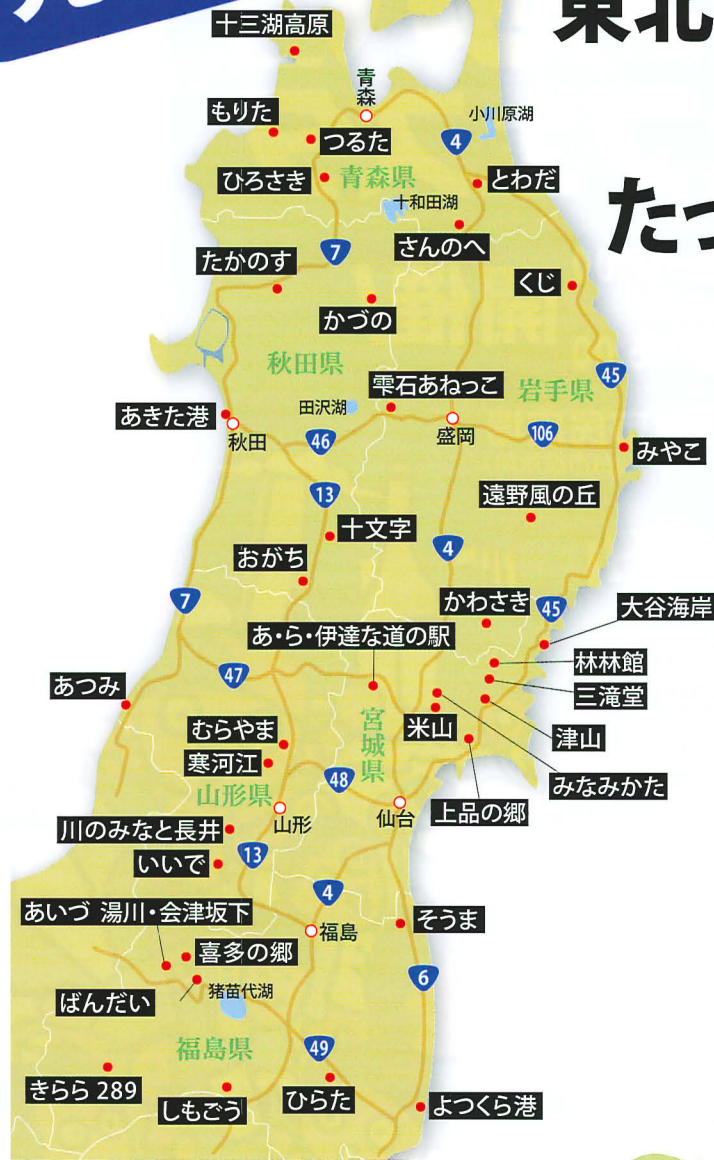 東北
十三湖高原
青森
小川原湖
もりた
つるた
4
ひろさき
青森県
とわだ
十和田湖
たっ
さんのへ
7
たかのす
くじ
かづの
秋田県
雫石あねっこ
岩手県
45
あきた港
田沢湖
秋田
46
盛岡
106
みやこ
13
遠野風の丘
十文字
4
おがち
7
かわさき
45
大谷海岸
あ・ら・伊達な道の駅
林林館
47
あつみ
三滝堂
宮城県
米山
津山
むらやま
寒河江
48
みなみかた
山形県
山形
仙台
上品の郷
川のみなと長井
13
いいで
4
あいづ 湯川・会津坂下
福島
そうま
喜多の郷
6
ばんだい
猪苗代湖
福島県
49
きらら 289
しもごう
ひらた
よつくら港